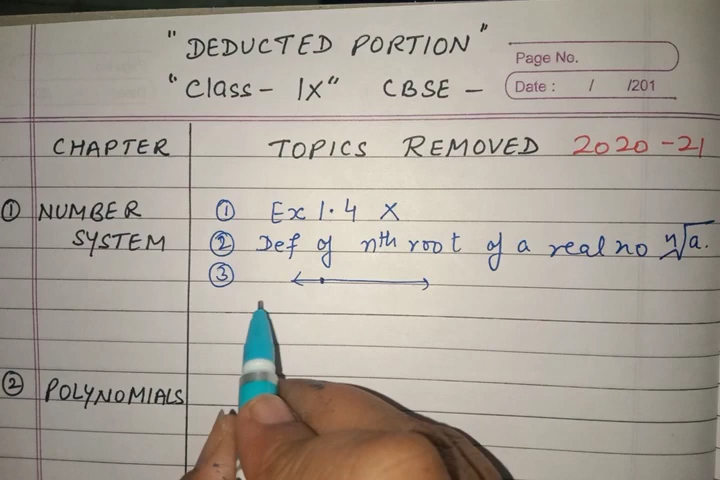 "DEDUCTED PORTION"
"Class - IX" CBSE -
Page No.
Date : / /201
CHAPTER TOPICS REMOVED 2020-21
① NUMBER SYSTEM
① Ex 1.4 X
② Def of nth root of a real no ⁿ√a.
③
② POLYNOMIALS